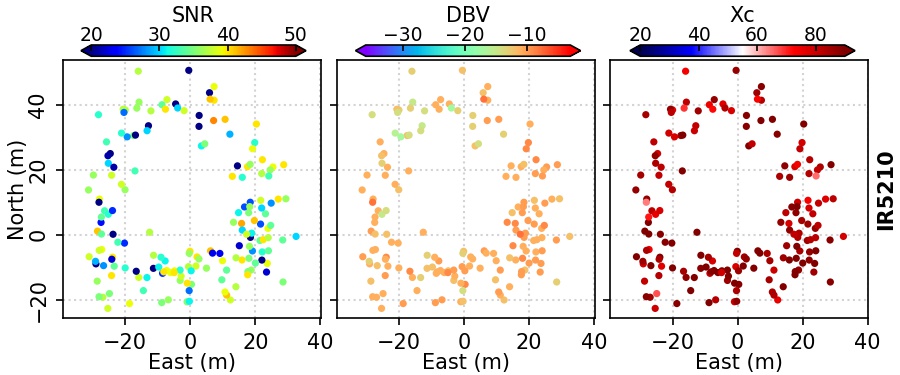 SNR DBV Xc
20 30 40 50 −30 −20 −10 20 40 60 80
40
20
0
−20
North (m)
−20 0 20 40 −20 0 20 40 −20 0 20 40
East (m) East (m) East (m)
IR5210